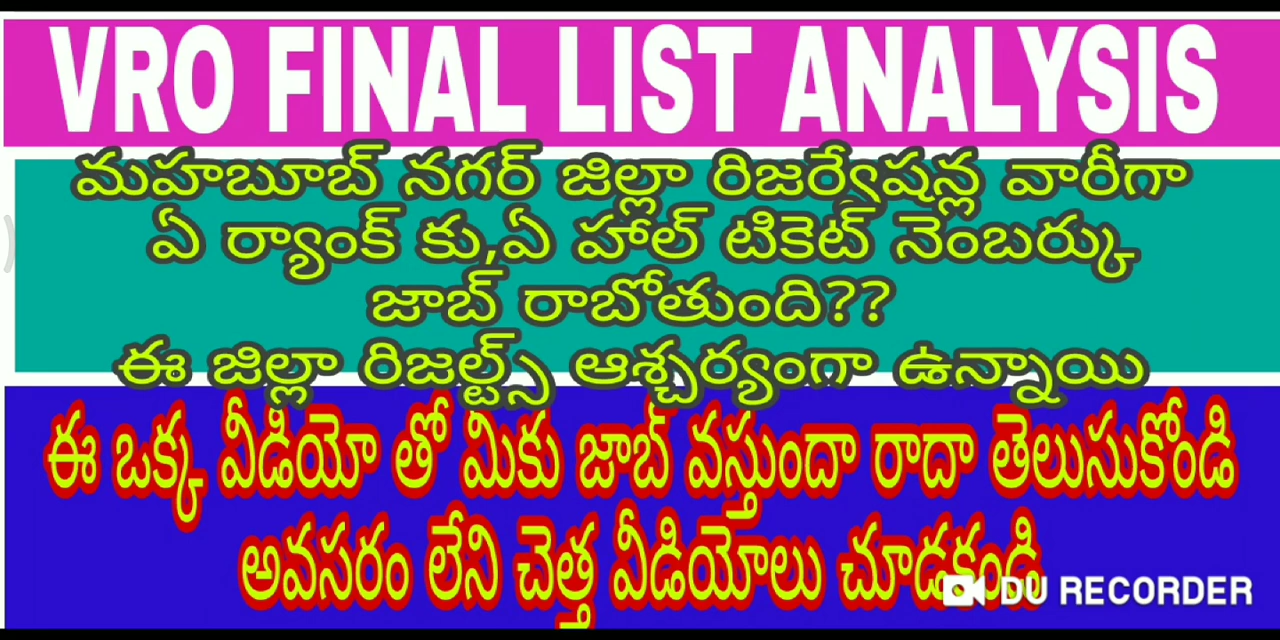 VRO FINAL LIST ANALYSIS
మహబూబ్ నగర్ జిల్లా రిజర్వేషన్ల వారీగా
ఏ ర్యాంక్ కు,ఏ హాల్ టికెట్ నెంబర్కు
జాబ్ రాబోతుంది??
ఈ జిల్లా రిజల్ట్స్ ఆశ్చర్యంగా ఉన్నాయి
ఈ ఒక్క వీడియో తో మీకు జాబ్ వస్తుందా రాదా తెలుసుకోండి
అవసరం లేని చెత్త వీడియోలు చూడకండి
DU RECORDER